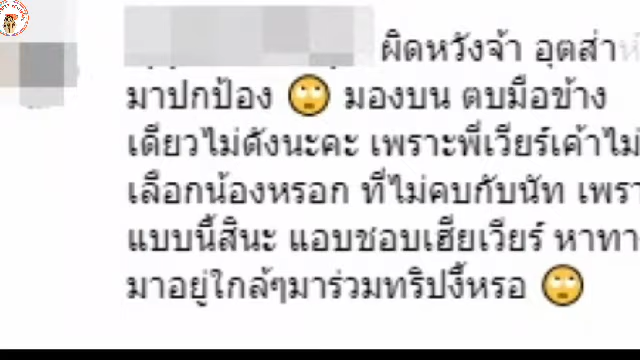 ผิดหวังจ้า อุตส่าห์
มาปกป้อง 🙄 มองบน ตบมือข้าง
เดียวไม่ดังนะคะ เพราะพี่เวียร์เค้าไม่
เลือกน้องหรอก ที่ไม่คบกับนัท เพรา
แบบนี้สินะ แอบชอบเฮียเวียร์ หาทา
มาอยู่ใกล้ๆมาร่วมทริปงี้หรอ 🙄